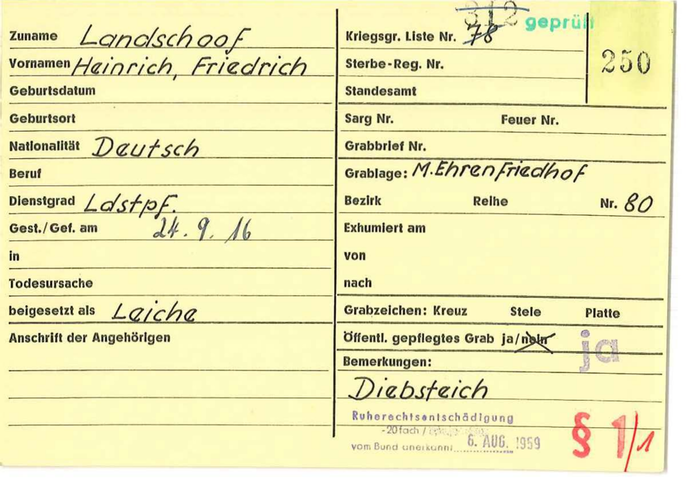 Zuname Landschoof
Vornamen Heinrich, Friedrich
Geburtsdatum
Geburtsort
Nationalität Deutsch
Beruf
Dienstgrad Ldstpf.
Gest./Gef. am 24. 9. 16
in
Todesursache
beigesetzt als Leiche
Anschrift der Angehörigen
312 geprüft
Kriegsgr. Liste Nr. 78
250
Sterbe-Reg. Nr.
Standesamt
Sarg Nr. Feuer Nr.
Grabbrief Nr.
Grablage: M. Ehrenfriedhof
Bezirk Reihe Nr. 80
Exhumiert am
von
nach
Grabzeichen: Kreuz Stele Platte
Öffentl. gepflegtes Grab ja/nein ja
Bemerkungen:
Diebsteich
Ruherechtsentschädigung
-20fach /
vom Bund anerkannt: 6. AUG. 1959
§ 1/1